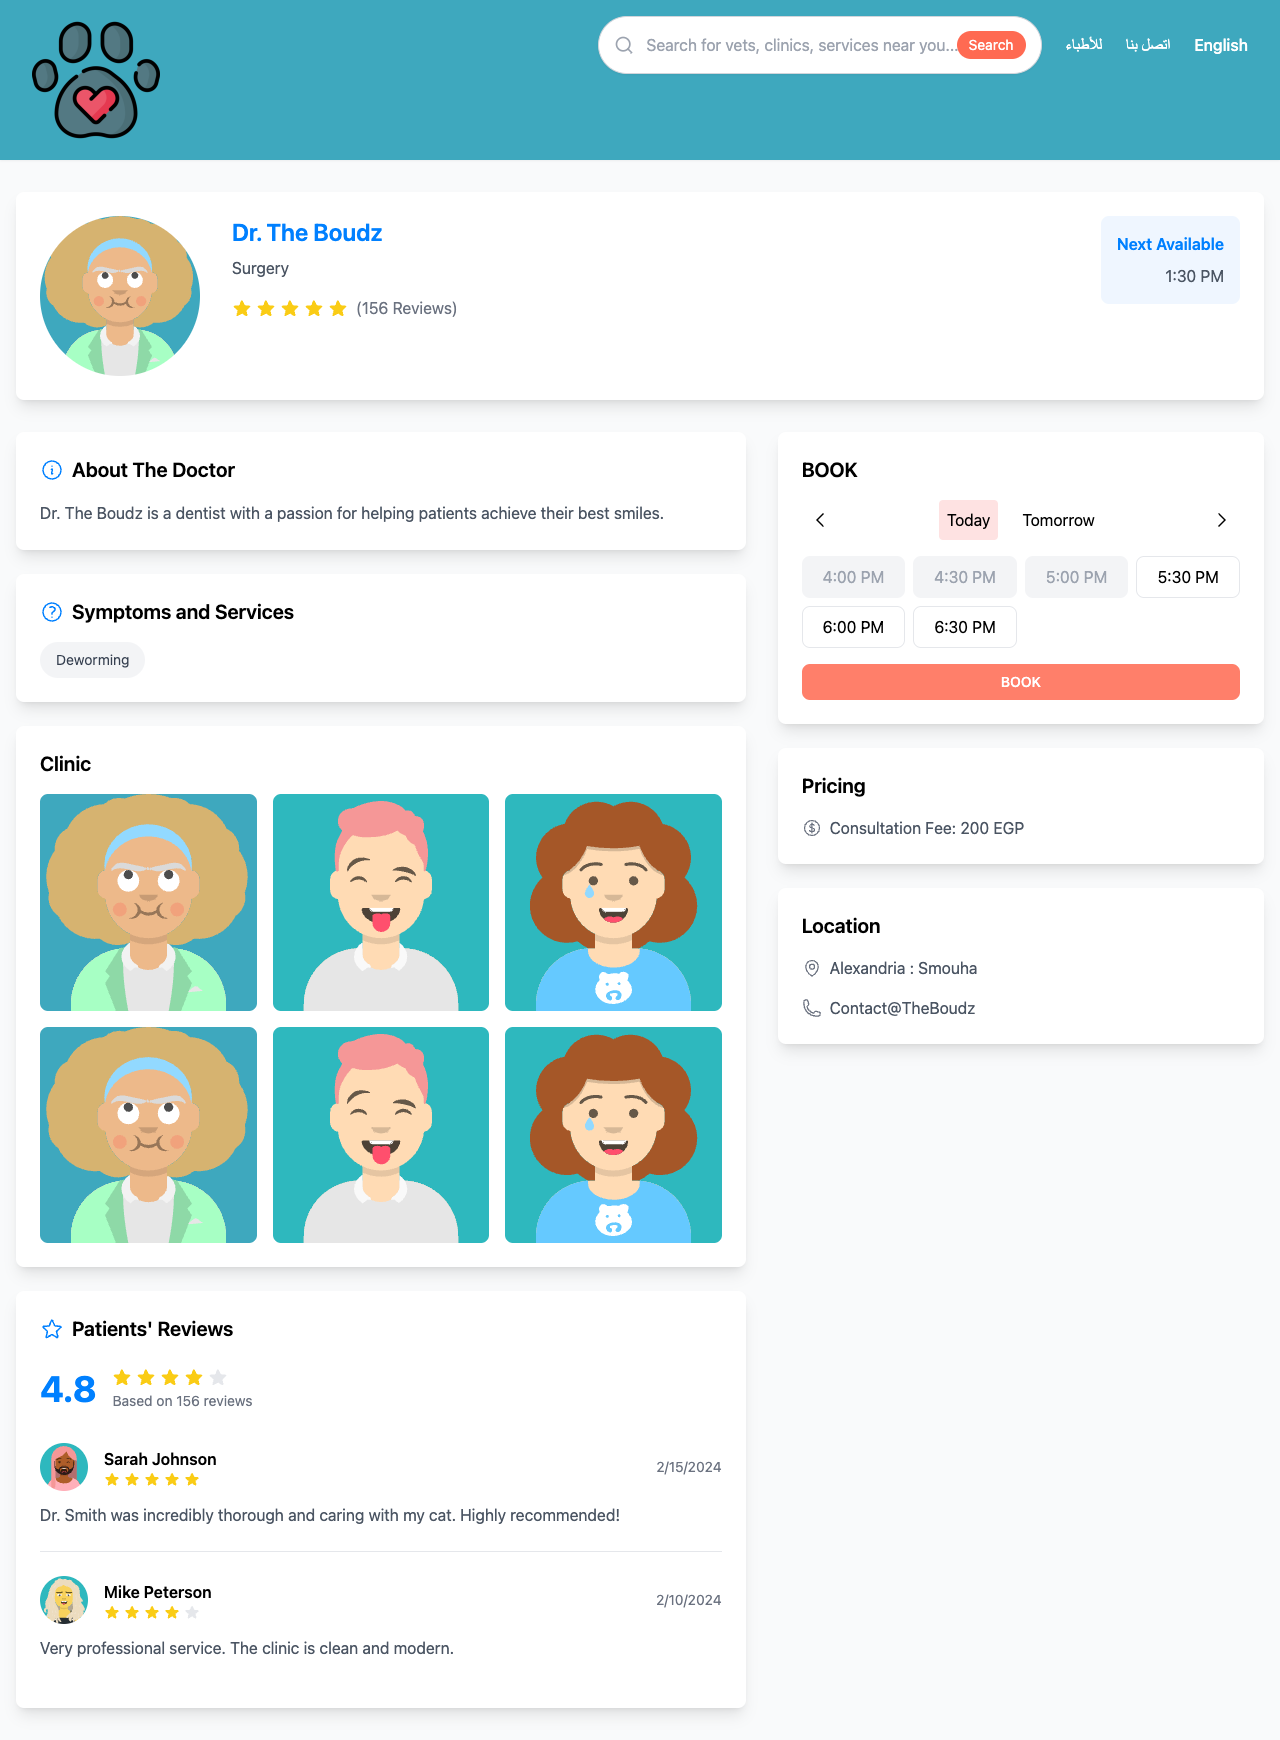 Search for vets, clinics, services near you...
Search
للأطباء
اتصل بنا
English
Dr. The Boudz
Surgery
(156 Reviews)
Next Available
1:30 PM
About The Doctor
Dr. The Boudz is a dentist with a passion for helping patients achieve their best smiles.
Symptoms and Services
Deworming
Clinic
Patients' Reviews
4.8
Based on 156 reviews
Sarah Johnson
2/15/2024
Dr. Smith was incredibly thorough and caring with my cat. Highly recommended!
Mike Peterson
2/10/2024
Very professional service. The clinic is clean and modern.
BOOK
Today
Tomorrow
4:00 PM
4:30 PM
5:00 PM
5:30 PM
6:00 PM
6:30 PM
BOOK
Pricing
Consultation Fee: 200 EGP
Location
Alexandria : Smouha
Contact@TheBoudz